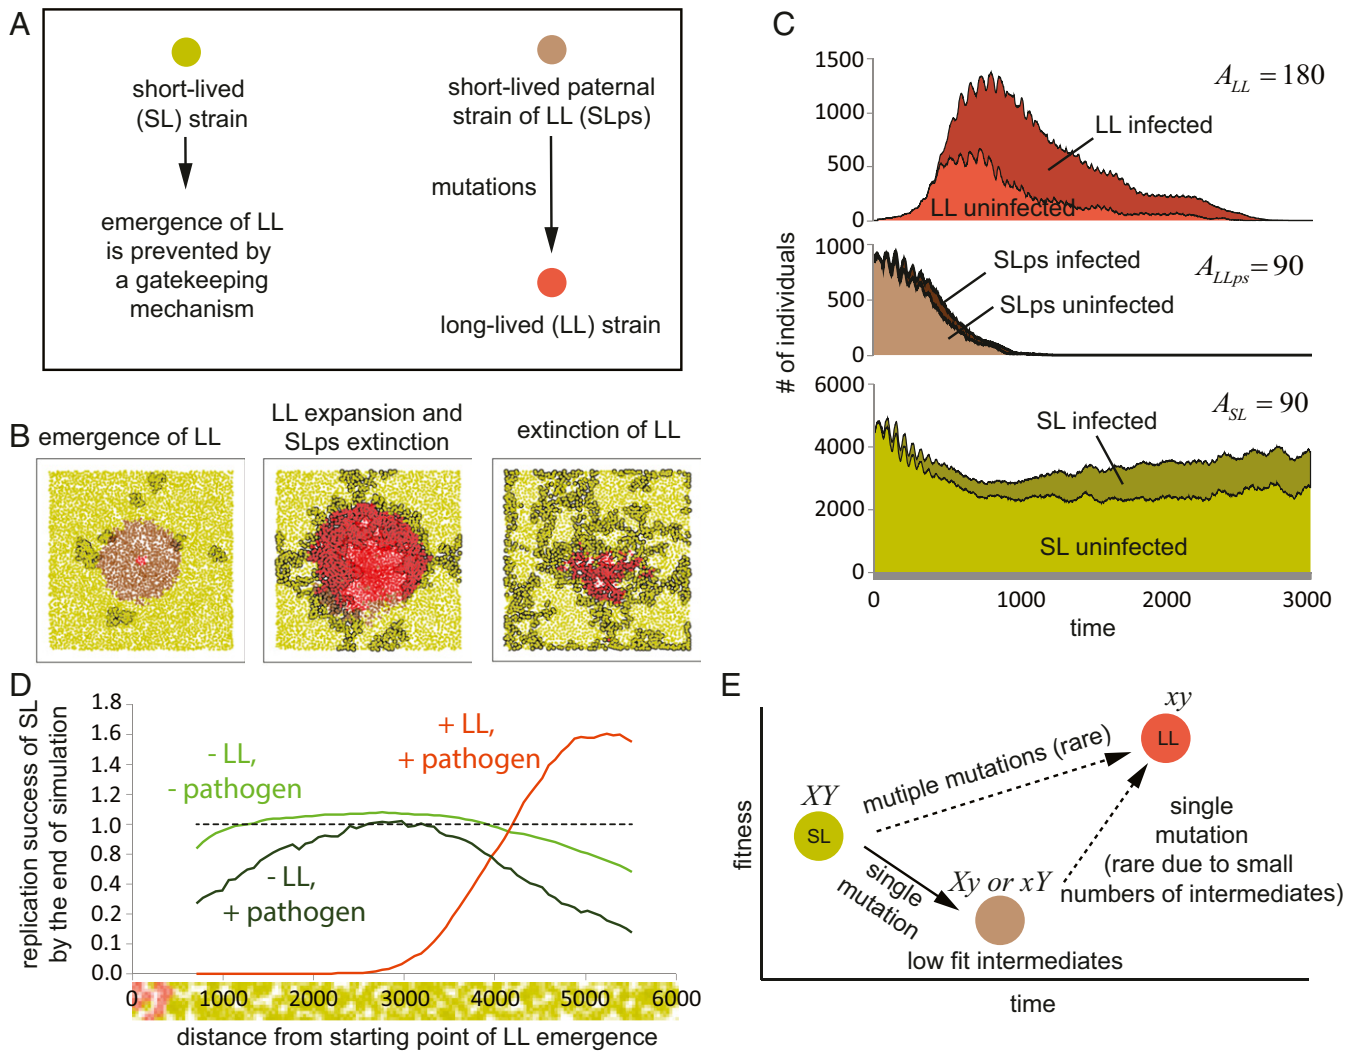 A
short-lived
(SL) strain
emergence of LL
is prevented by
a gatekeeping
mechanism
short-lived paternal
strain of LL (SLps)
mutations
long-lived (LL) strain
B
emergence of LL
LL expansion and
SLps extinction
extinction of LL
C
# of individuals
1500
1000
500
0
A_LL = 180
LL infected
LL uninfected
1000
500
0
A_LLps = 90
SLps infected
SLps uninfected
6000
4000
2000
0
A_SL = 90
SL infected
SL uninfected
0 1000 2000 3000
time
D
replication success of SL
by the end of simulation
1.8
1.6
1.4
1.2
1.0
0.8
0.4
0.2
0.1
0.0
- LL,
- pathogen
+ LL,
+ pathogen
- LL,
+ pathogen
0 1000 2000 3000 4000 5000 6000
distance from starting point of LL emergence
E
fitness
XY
SL
mutiple mutations (rare)
xy
LL
single
mutation
Xy or xY
low fit intermediates
single
mutation
(rare due to small
numbers of intermediates)
time